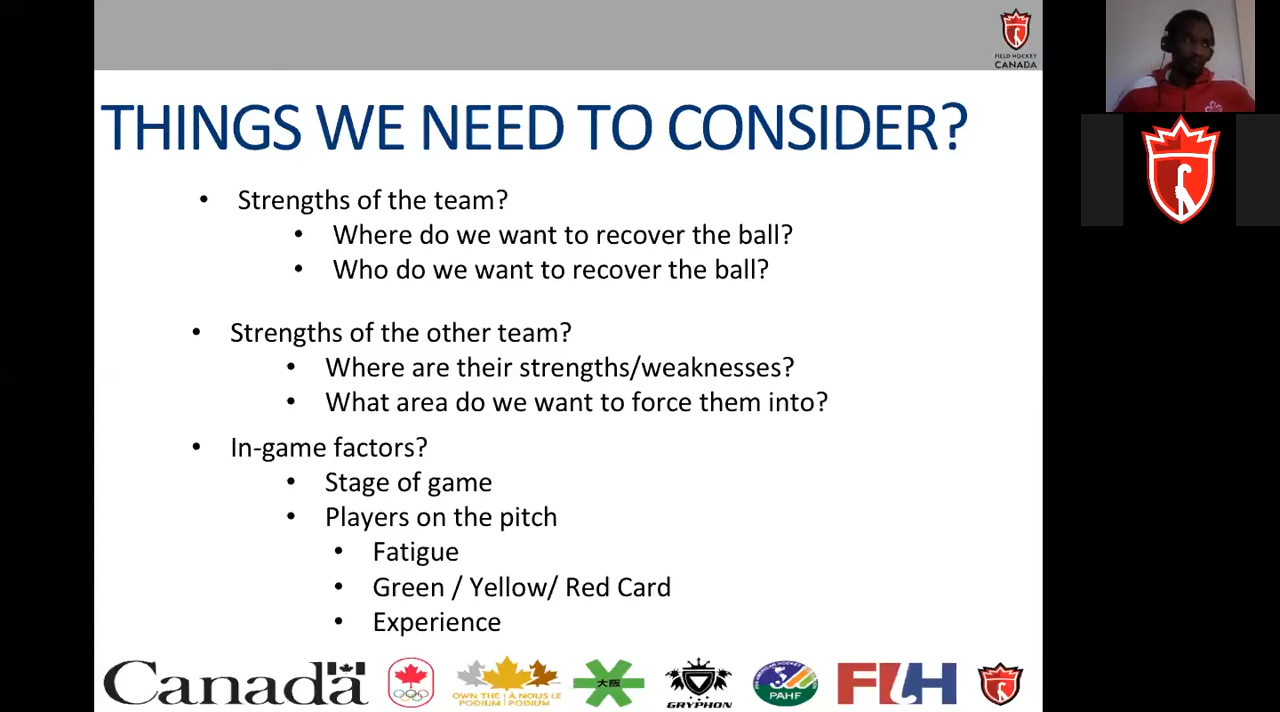 FIELD HOCKEY
CANADA
THINGS WE NEED TO CONSIDER?
• Strengths of the team?
• Where do we want to recover the ball?
• Who do we want to recover the ball?
• Strengths of the other team?
• Where are their strengths/weaknesses?
• What area do we want to force them into?
• In-game factors?
• Stage of game
• Players on the pitch
• Fatigue
• Green / Yellow/ Red Card
• Experience
Canada
OWN THE | À NOUS LE
PODIUM | PODIUM
大阪
GRYPHON
PAHF
FIH